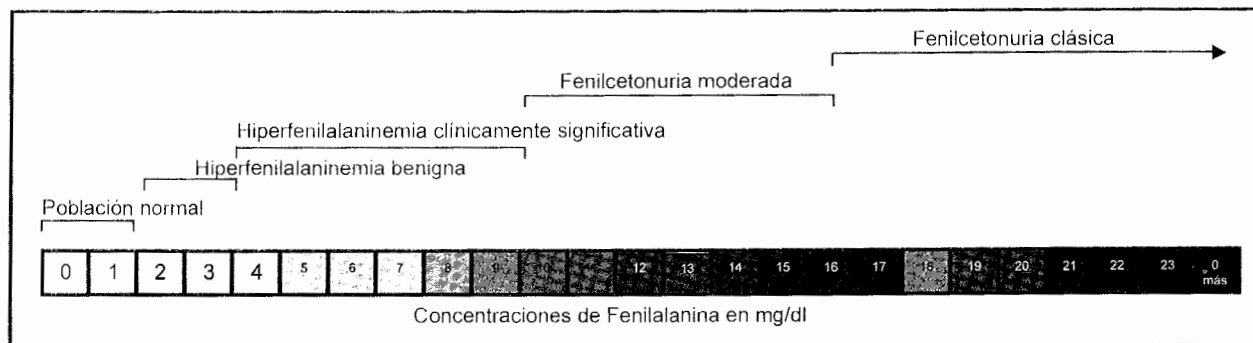 Fenilcetonuria clásica
Fenilcetonuria moderada
Hiperfenilalaninemia clínicamente significativa
Hiperfenilalaninemia benigna
Población normal
0 1 2 3 4 5 6 7 8 9 10 12 13 14 15 16 17 18 19 20 21 22 23 ,0
más
Concentraciones de Fenilalanina en mg/dl